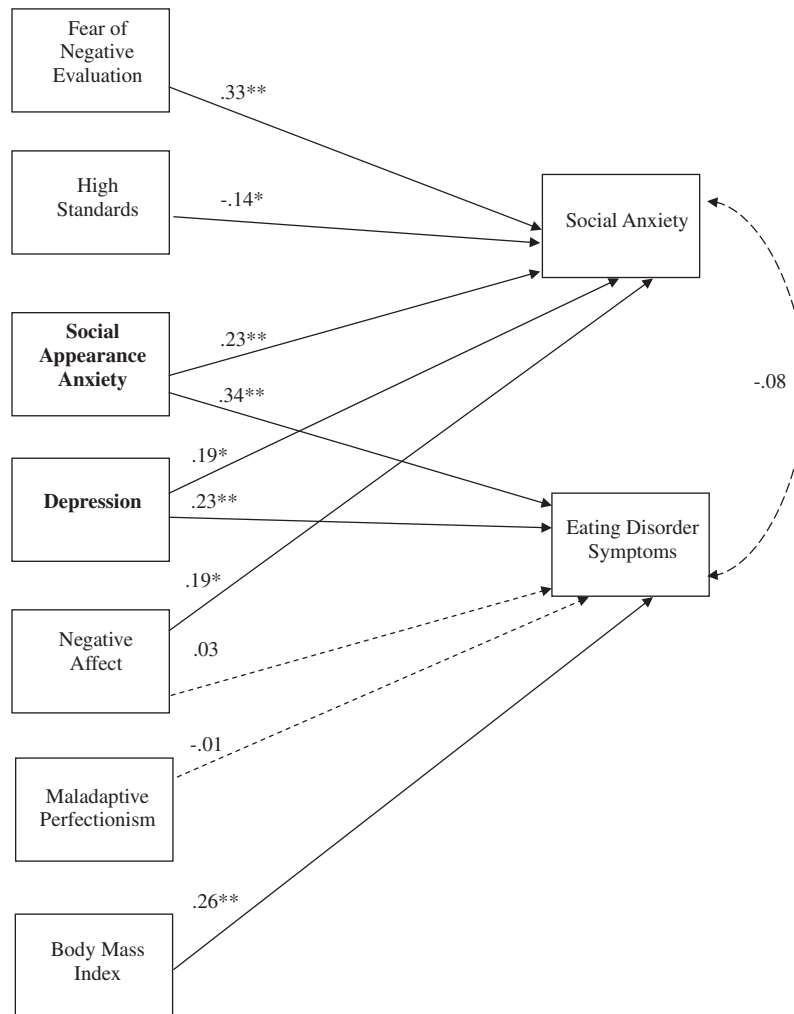 Fear of
Negative
Evaluation
.33**
High
Standards
-.14*
Social Anxiety
Social
Appearance
Anxiety
.23**
.34**
-.08
Depression
.19*
.23**
Eating Disorder
Symptoms
.19*
Negative
Affect
.03
-.01
Maladaptive
Perfectionism
.26**
Body Mass
Index